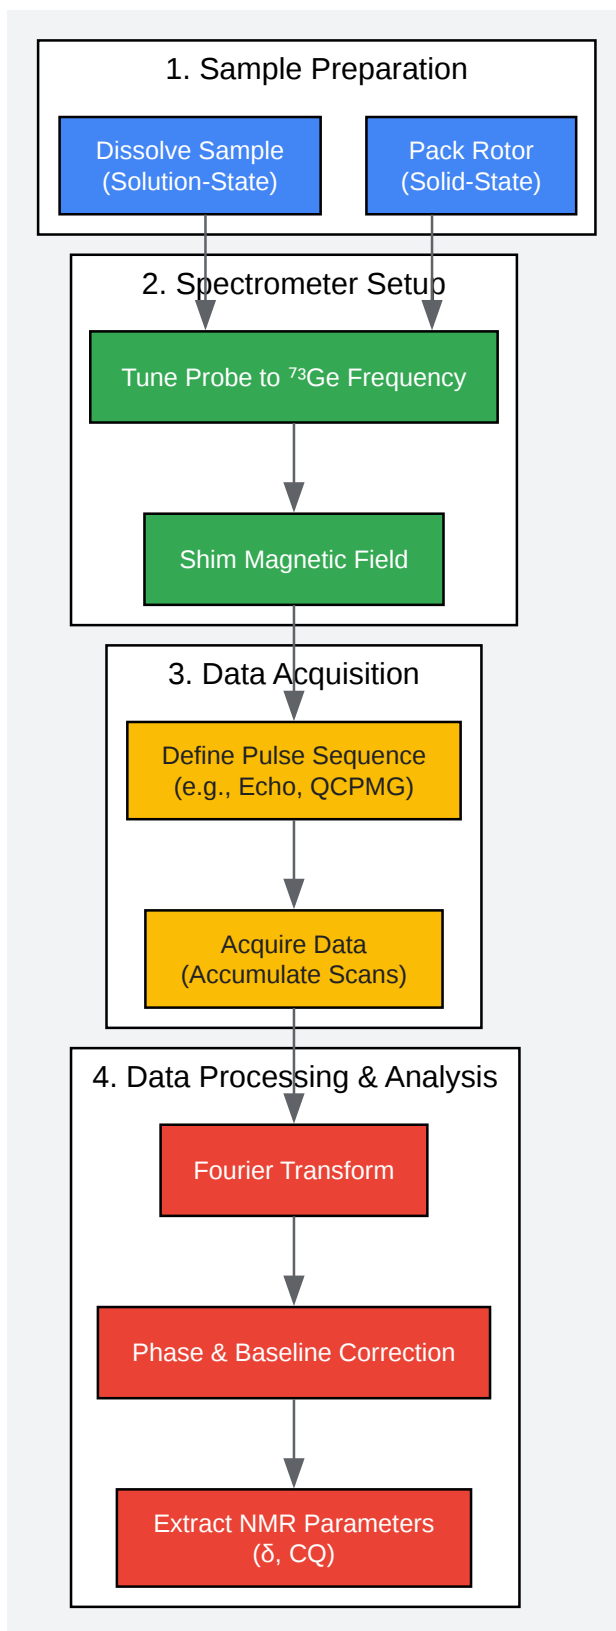 1. Sample Preparation
Dissolve Sample
(Solution-State)
Pack Rotor
(Solid-State)
2. Spectrometer Setup
Tune Probe to ⁷³Ge Frequency
Shim Magnetic Field
3. Data Acquisition
Define Pulse Sequence
(e.g., Echo, QCPMG)
Acquire Data
(Accumulate Scans)
4. Data Processing & Analysis
Fourier Transform
Phase & Baseline Correction
Extract NMR Parameters
(δ, CQ)